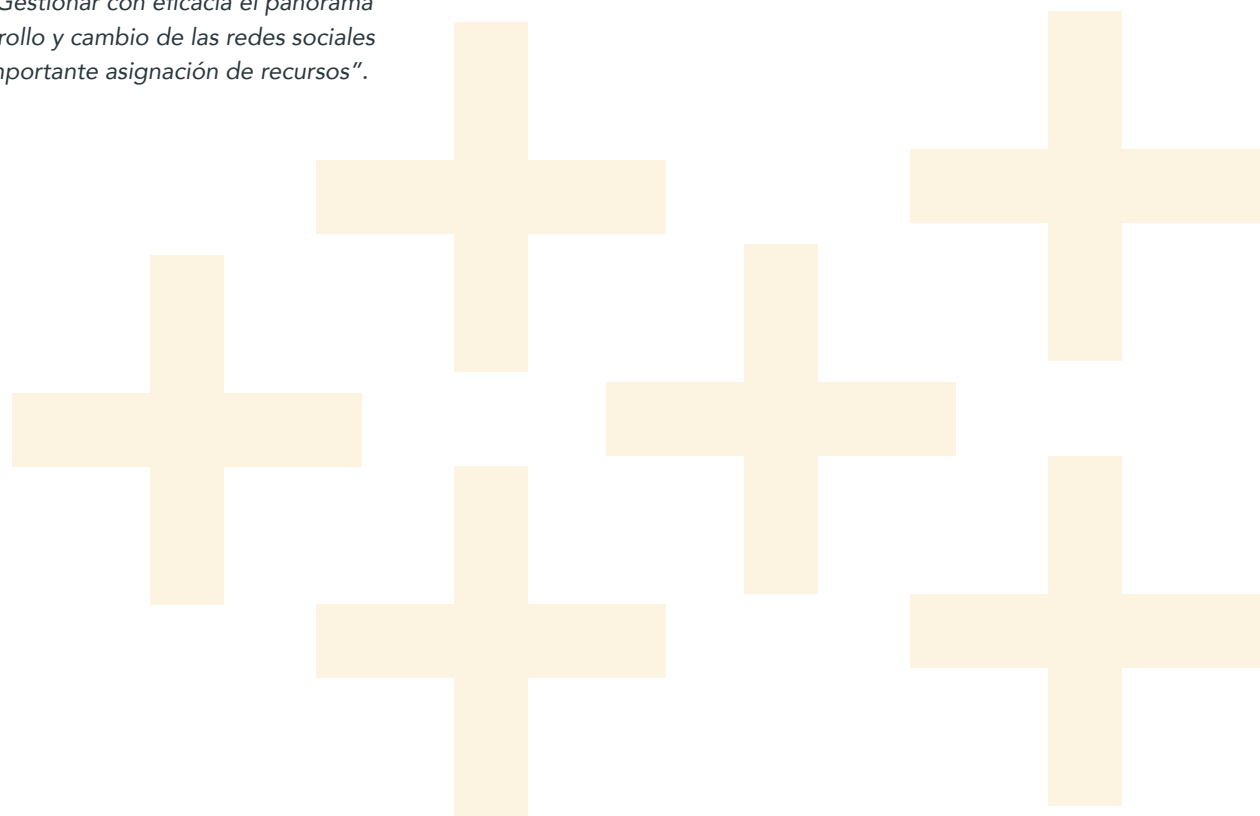 Gestionar con eficacia el panorama
rollo y cambio de las redes sociales
mportante asignación de recursos”.